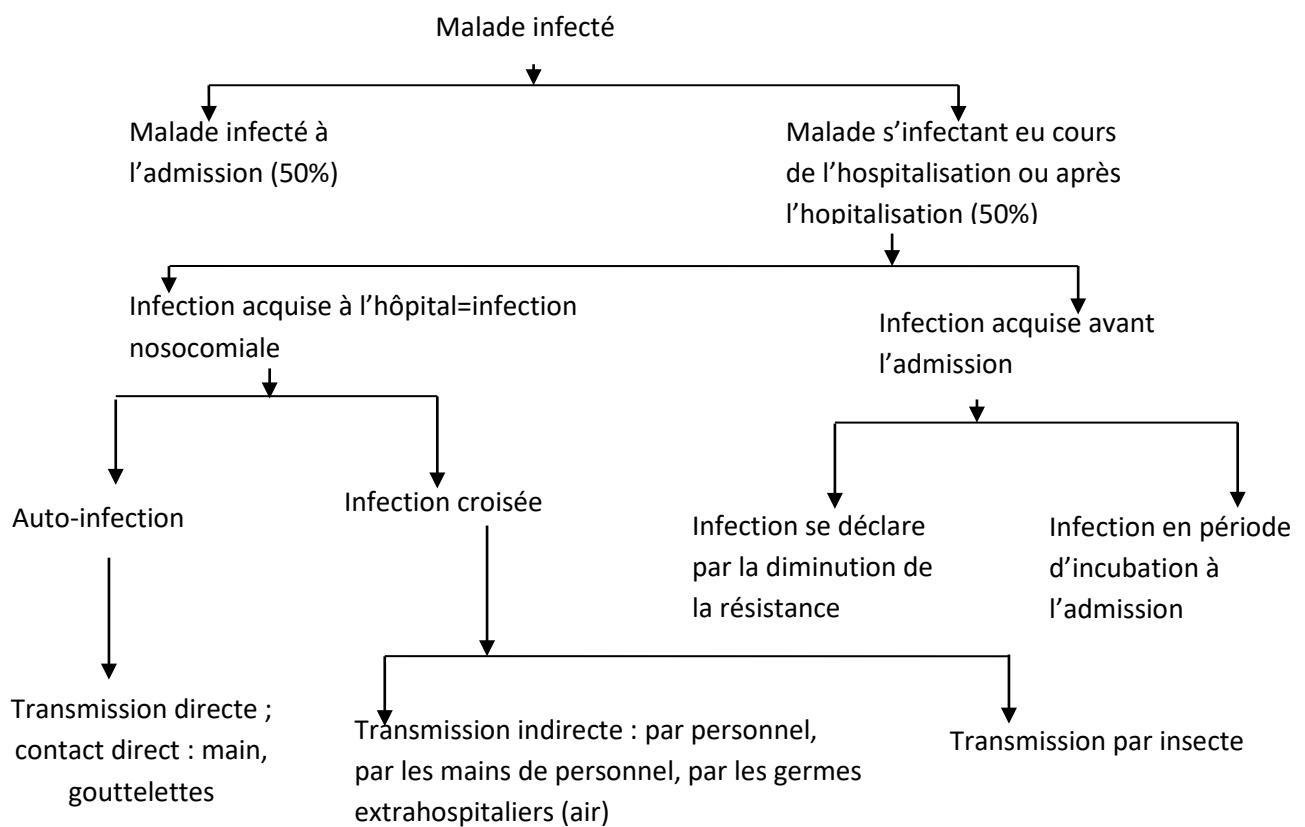 Malade infecté
Malade infecté à
l’admission (50%)
Malade s’infectant eu cours
de l’hospitalisation ou après
l’hopitalisation (50%)
Infection acquise à l’hôpital=infection
nosocomiale
Infection acquise avant
l’admission
Auto-infection
Infection croisée
Infection se déclare
par la diminution de
la résistance
Infection en période
d’incubation à
l’admission
Transmission directe ;
contact direct : main,
gouttelettes
Transmission indirecte : par personnel,
par les mains de personnel, par les germes
extrahospitaliers (air)
Transmission par insecte